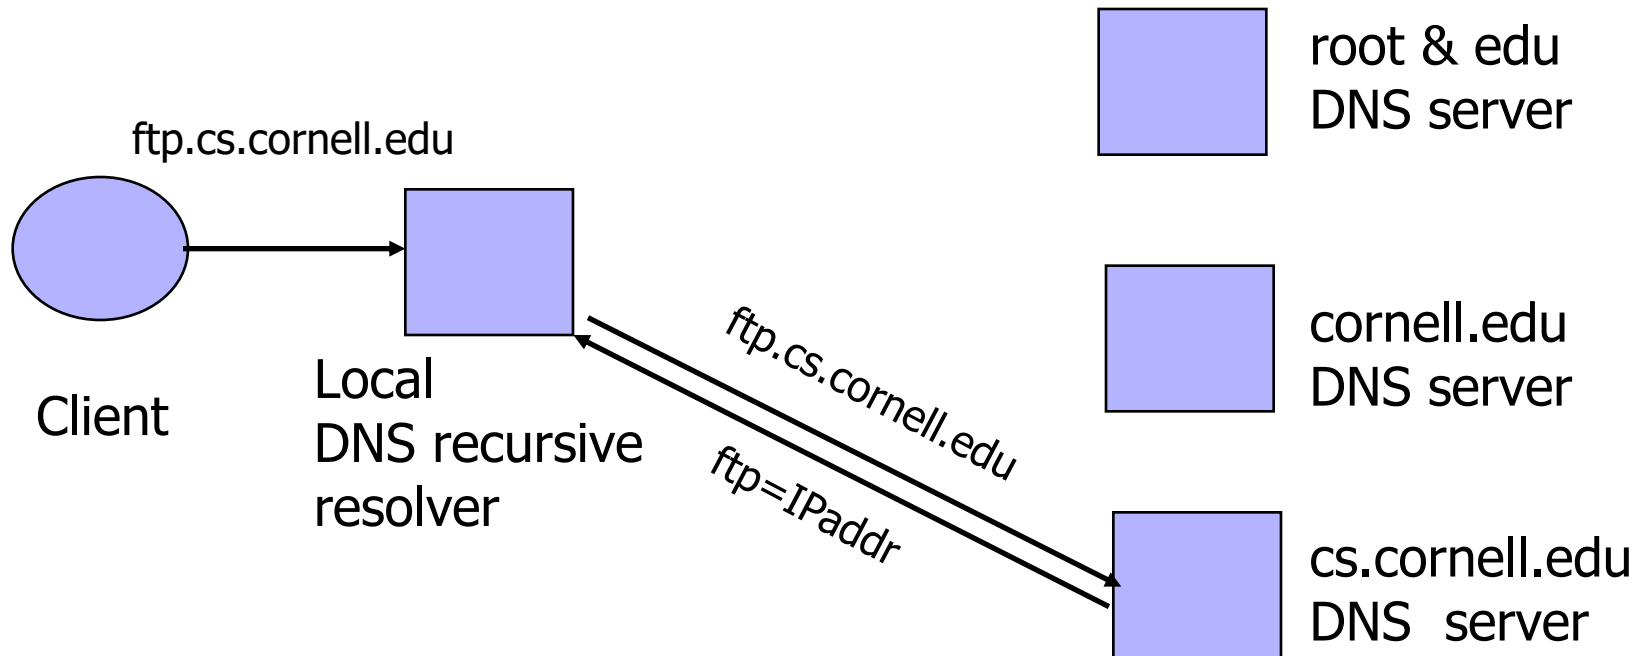 root & edu
DNS server
ftp.cs.cornell.edu
Client
Local
DNS recursive
resolver
ftp.cs.cornell.edu
ftp=IPaddr
cornell.edu
DNS server
cs.cornell.edu
DNS server